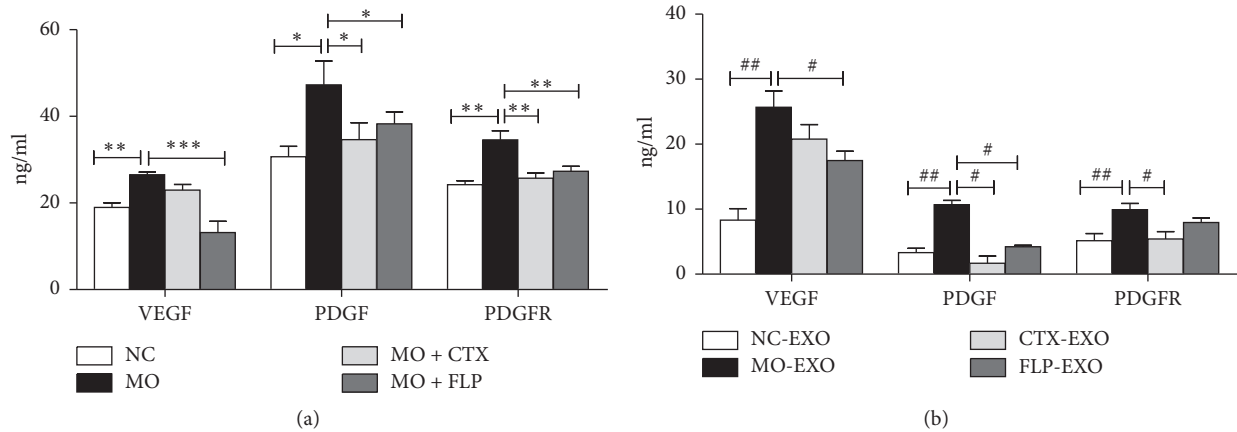 60
40
20
0
ng/ml
**
***
*
*
*
**
**
**
VEGF
PDGF
PDGFR
NC
MO
MO + CTX
MO + FLP
(a)
40
30
20
10
0
ng/ml
##
#
##
#
#
##
#
VEGF
PDGF
PDGFR
NC-EXO
MO-EXO
CTX-EXO
FLP-EXO
(b)